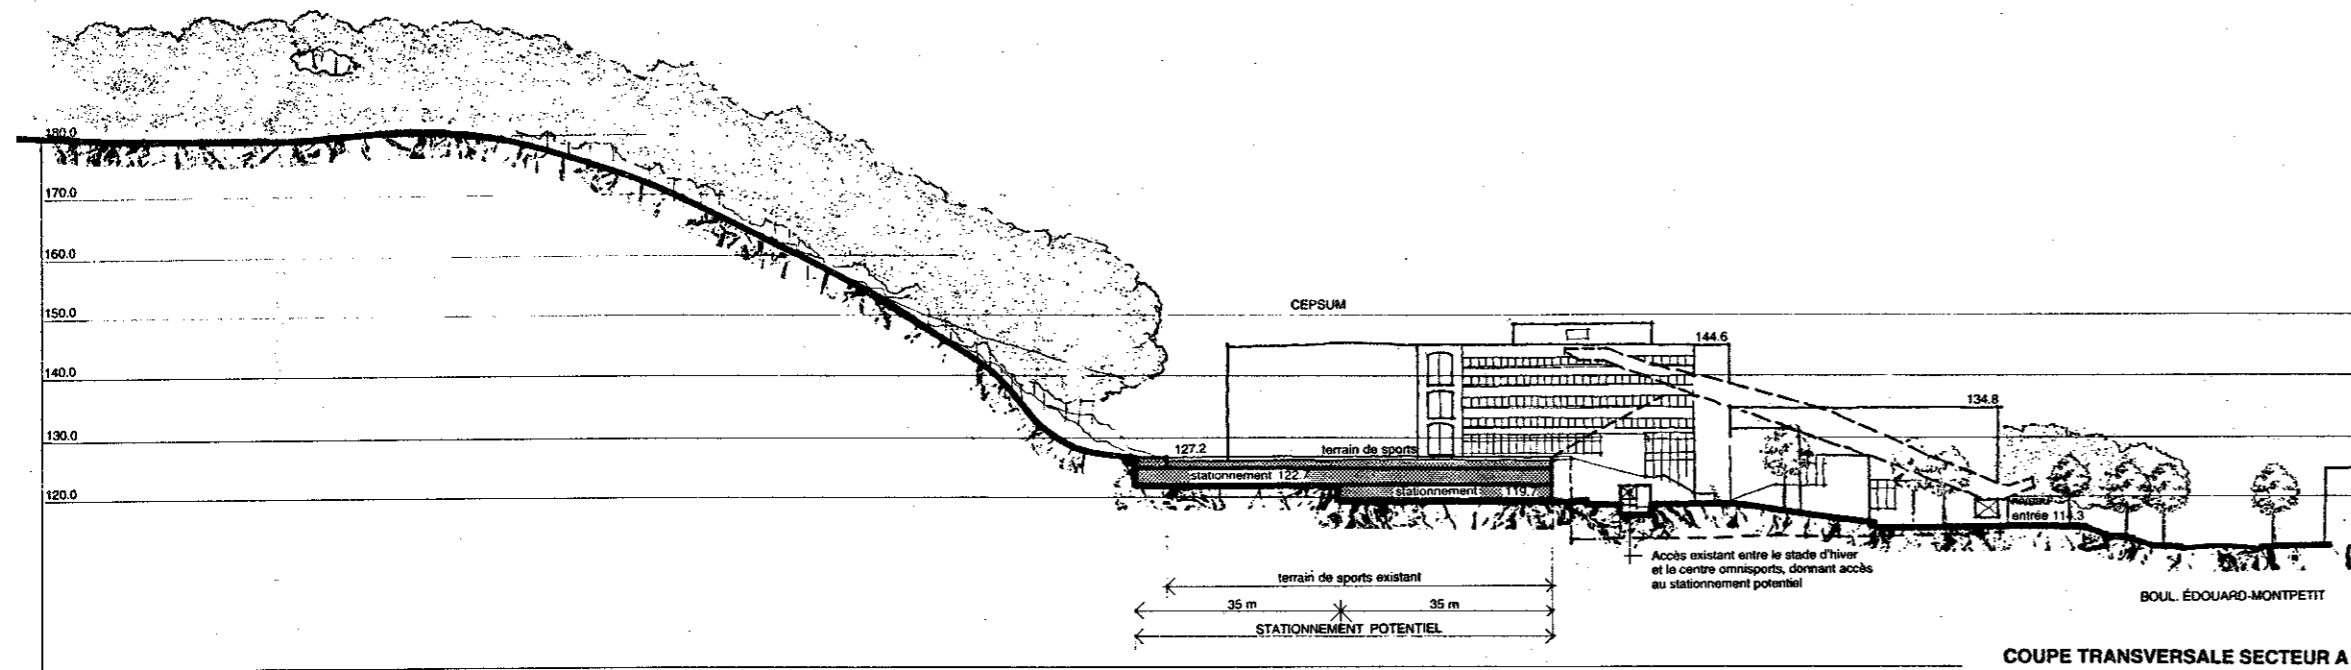 180.0
170.0
160.0
150.0
140.0
130.0
120.0
CEPSUM
144.6
134.8
127.2
terrain de sports
stationnement 122.7
stationnement 119.7
entrée 114.3
Accès existant entre le stade d'hiver
et le centre omnisports, donnant accès
au stationnement potentiel
terrain de sports existant
35 m
35 m
STATIONNEMENT POTENTIEL
BOUL. ÉDOUARD-MONTPETIT
COUPE TRANSVERSALE SECTEUR A